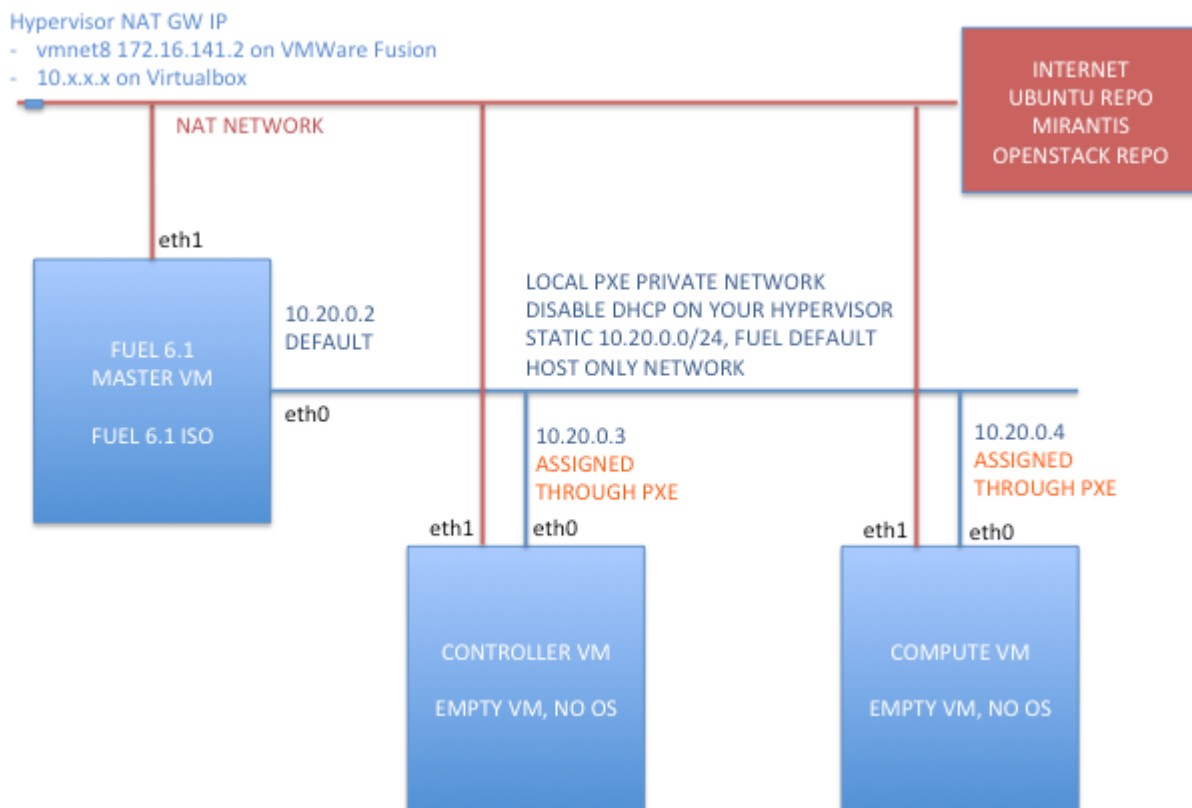 Hypervisor NAT GW IP
- vmnet8 172.16.141.2 on VMWare Fusion
- 10.x.x.x on Virtualbox
NAT NETWORK
INTERNET
UBUNTU REPO
MIRANTIS
OPENSTACK REPO
eth1
FUEL 6.1
MASTER VM
FUEL 6.1 ISO
10.20.0.2
DEFAULT
eth0
LOCAL PXE PRIVATE NETWORK
DISABLE DHCP ON YOUR HYPERVISOR
STATIC 10.20.0.0/24, FUEL DEFAULT
HOST ONLY NETWORK
10.20.0.3
ASSIGNED
THROUGH PXE
10.20.0.4
ASSIGNED
THROUGH PXE
eth1
eth0
eth1
eth0
CONTROLLER VM
EMPTY VM, NO OS
COMPUTE VM
EMPTY VM, NO OS